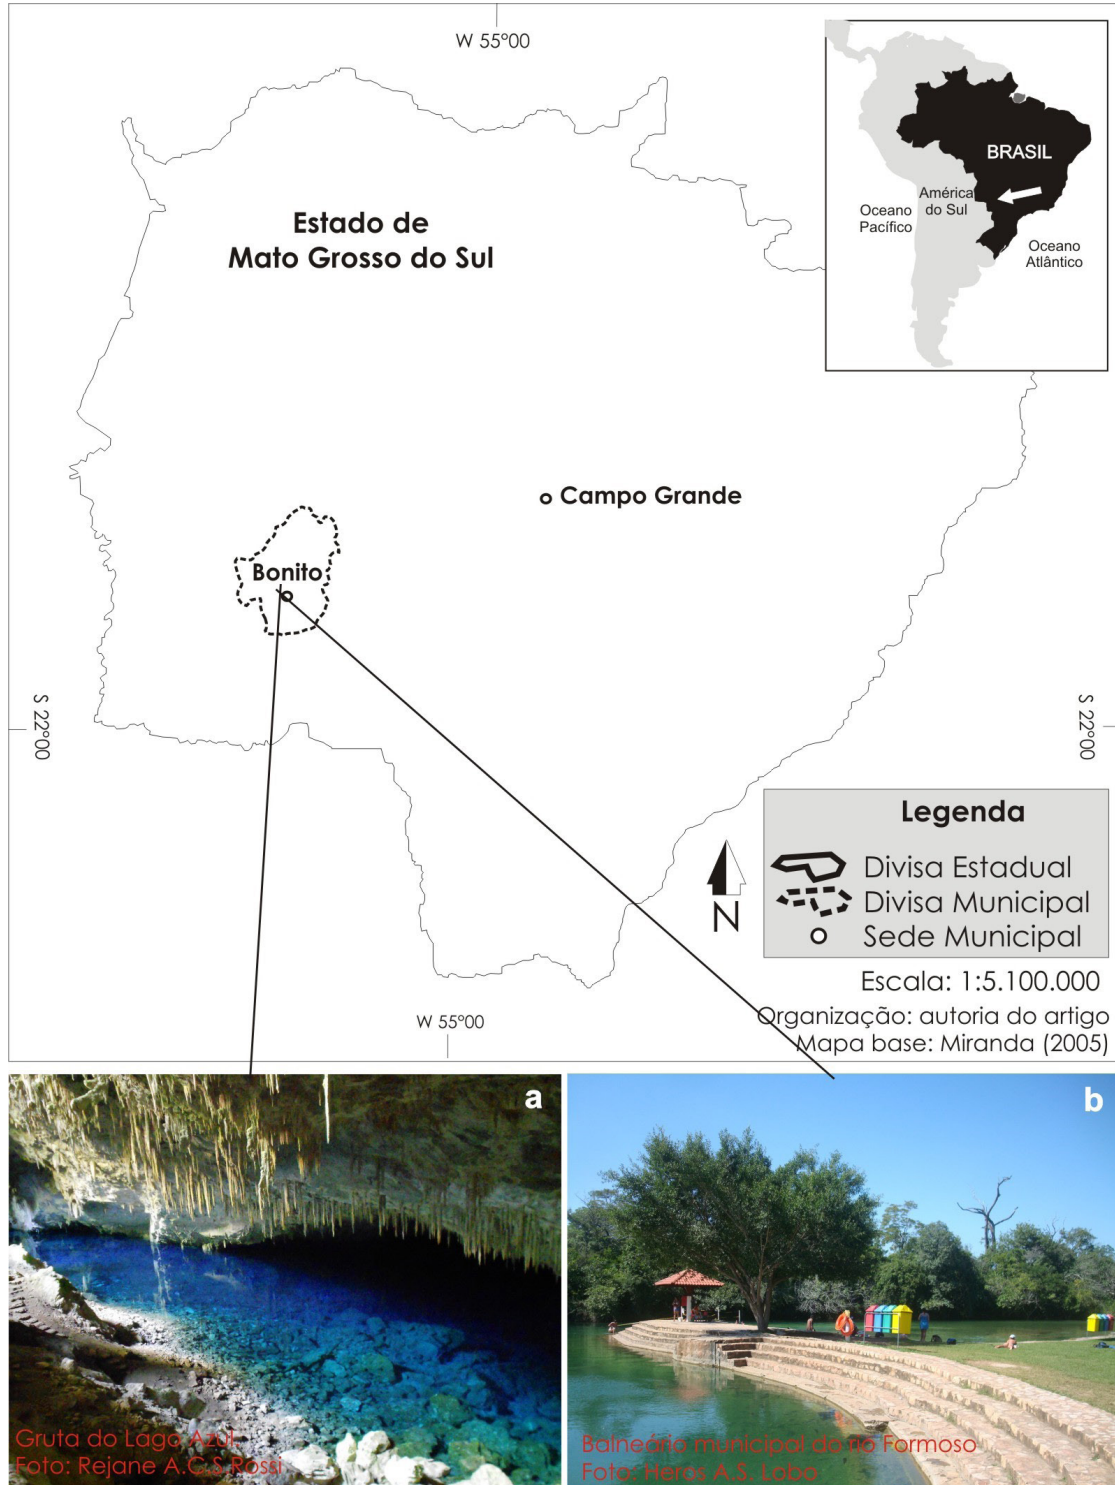 W 55°00
BRASIL
América
do Sul
Oceano
Pacífico
Oceano
Atlântico
Estado de
Mato Grosso do Sul
Campo Grande
Bonito
S 22°00
S 22°00
Legenda
Divisa Estadual
Divisa Municipal
Sede Municipal
N
Escala: 1:5.100.000
Organização: autoria do artigo
Mapa base: Miranda (2005)
W 55°00
a
Gruta do Lago Azul
Foto: Rejane A.C.S.Rossi
b
Balneário municipal do rio Formoso
Foto: Heros A.S. Lobo